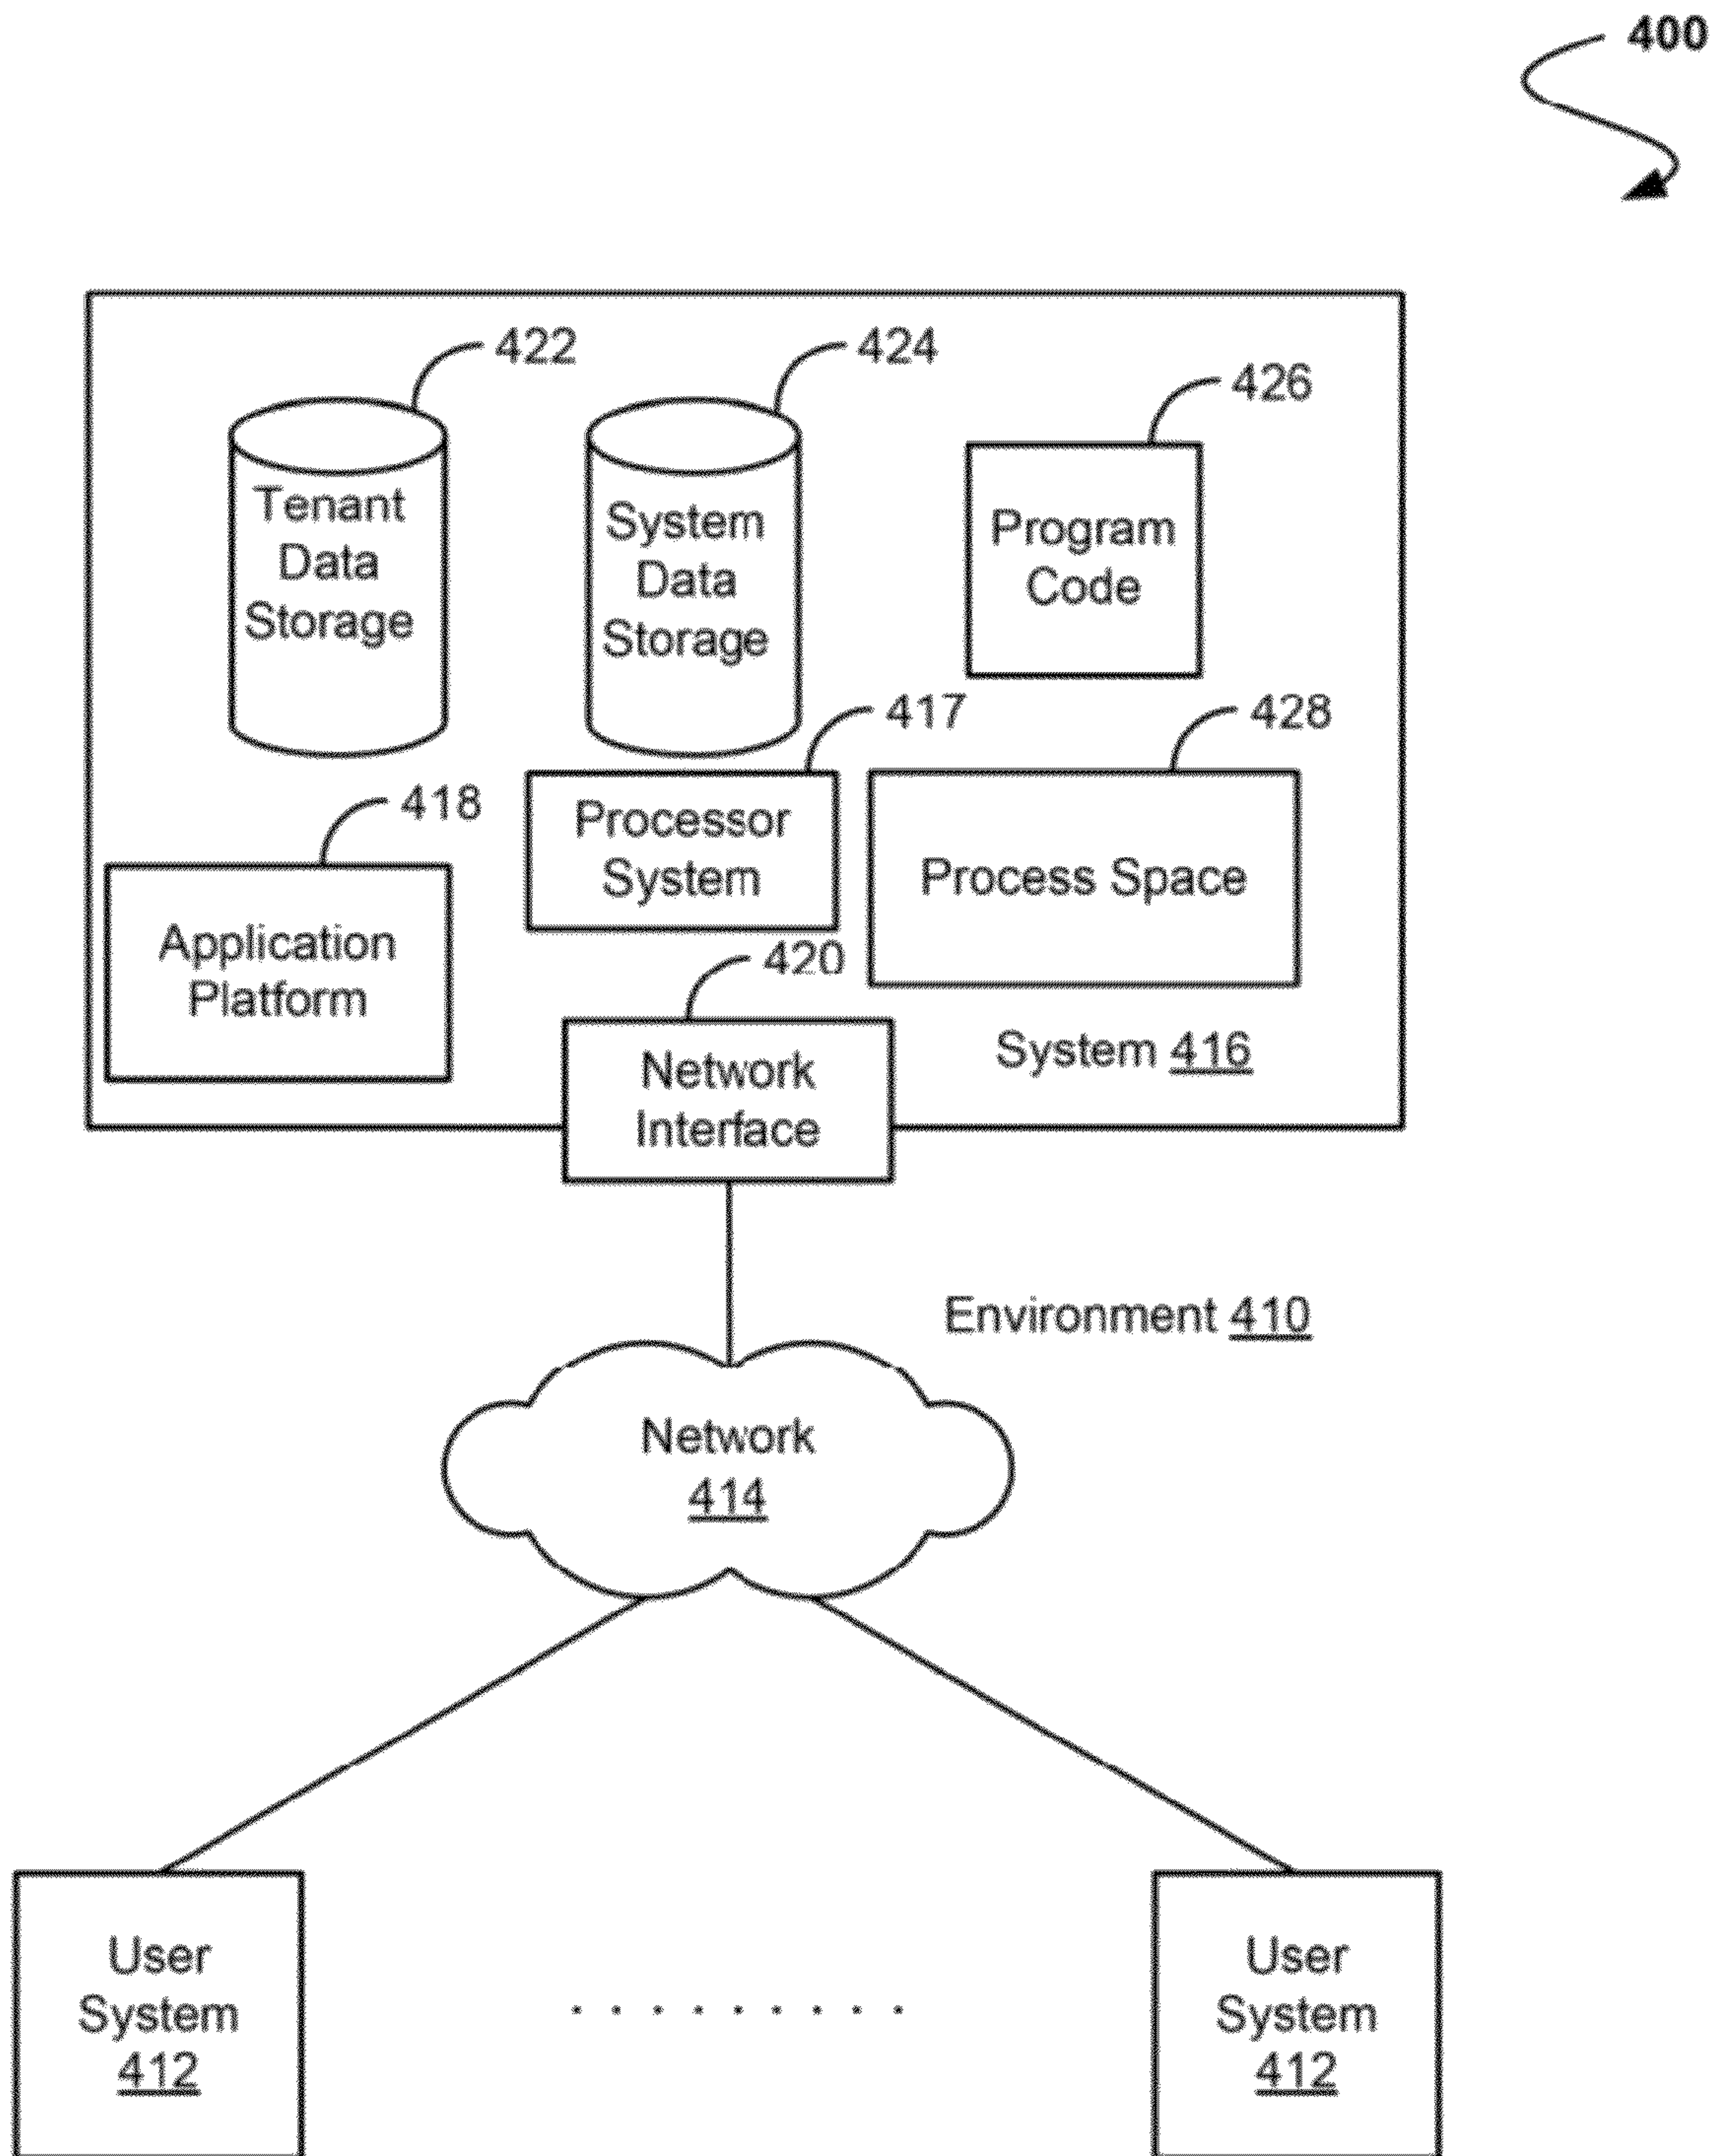 400
422
424
426
Tenant
Data
Storage
System
Data
Storage
Program
Code
417
428
418
Processor
System
Process Space
Application
Platform
420
System 416
Network
Interface
Environment 410
Network
414
User
System
412
. . . . . . . . .
User
System
412